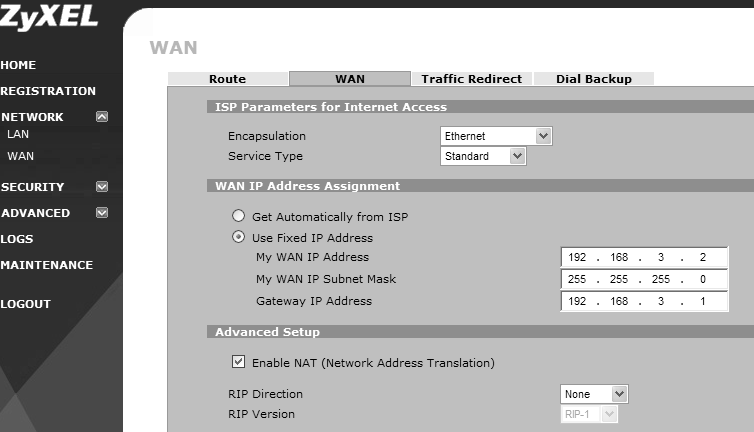 ZyXEL
WAN
HOME
REGISTRATION
NETWORK
LAN
WAN
SECURITY
ADVANCED
LOGS
MAINTENANCE
LOGOUT
Route WAN Traffic Redirect Dial Backup
ISP Parameters for Internet Access
Encapsulation Ethernet
Service Type Standard
WAN IP Address Assignment
Get Automatically from ISP
Use Fixed IP Address
My WAN IP Address 192 . 168 . 3 . 2
My WAN IP Subnet Mask 255 . 255 . 255 . 0
Gateway IP Address 192 . 168 . 3 . 1
Advanced Setup
Enable NAT (Network Address Translation)
RIP Direction None
RIP Version RIP-1